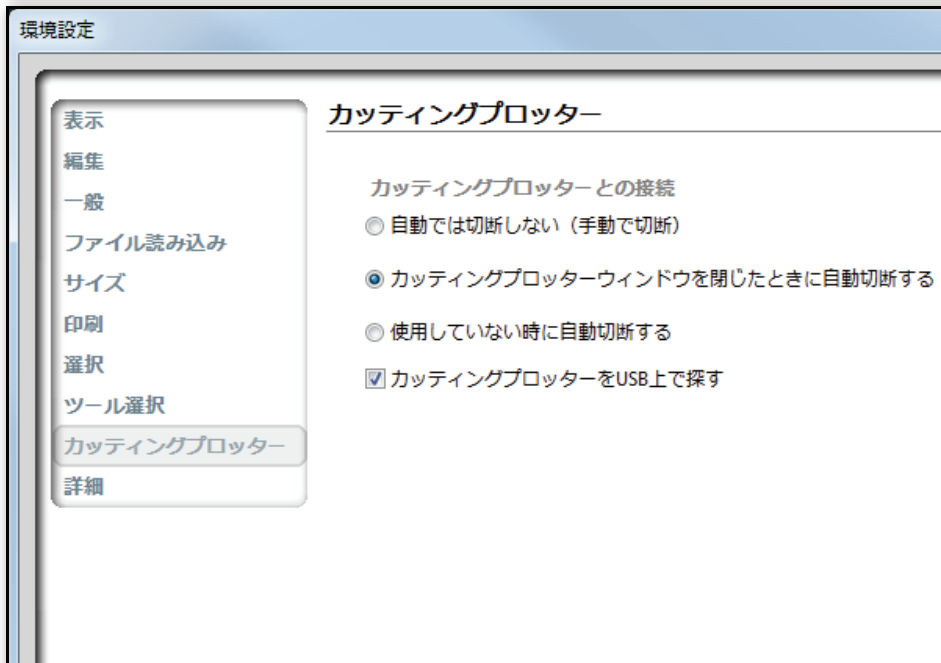 環境設定
表示
編集
一般
ファイル読み込み
サイズ
印刷
選択
ツール選択
カッティングプロッター
詳細
カッティングプロッター
カッティングプロッターとの接続
自動では切断しない（手動で切断）
カッティングプロッターウィンドウを閉じたときに自動切断する
使用していない時に自動切断する
カッティングプロッターをUSB上で探す